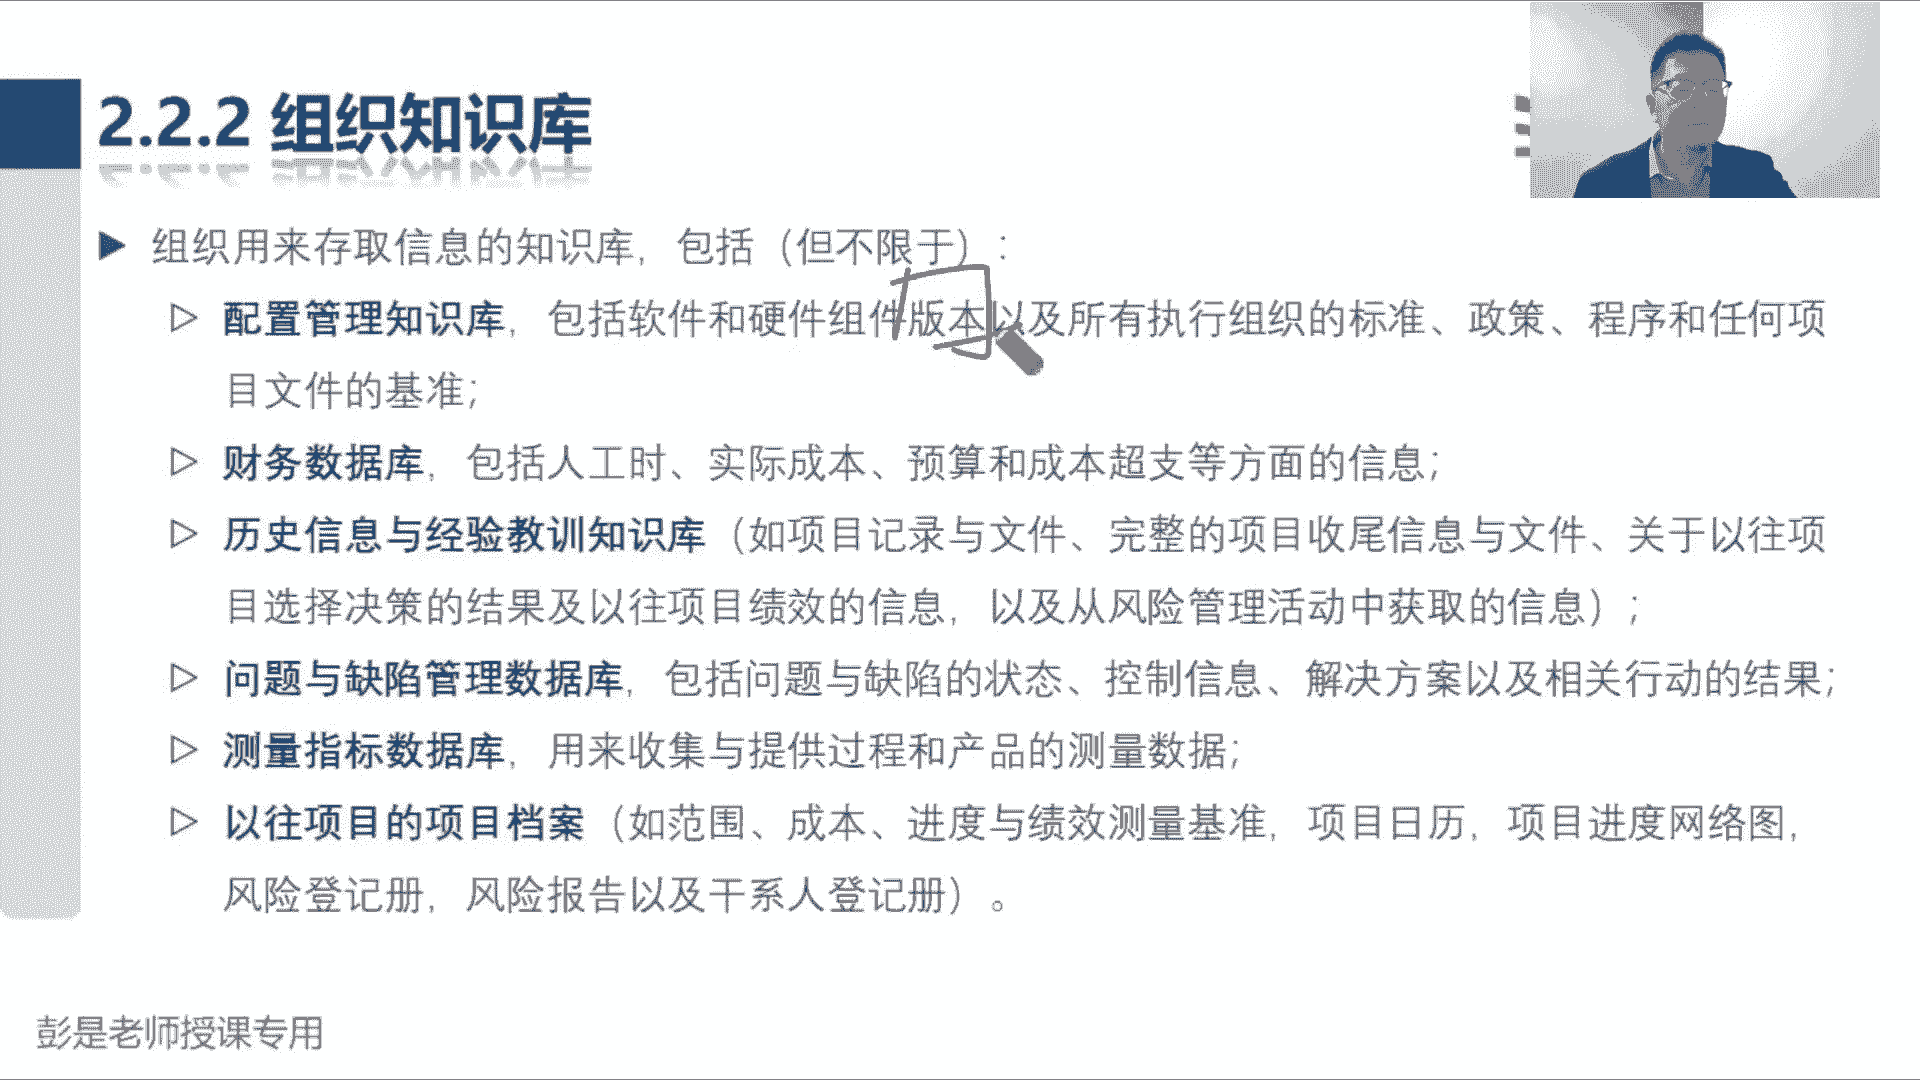 2.2.2 组织知识库
组织用来存取信息的知识库，包括（但不限于）：
配置管理知识库，包括软件和硬件组件版本以及所有执行组织的标准、政策、程序和任何项
目文件的基准；
财务数据库，包括人工时、实际成本、预算和成本超支等方面的信息；
历史信息与经验教训知识库（如项目记录与文件、完整的项目收尾信息与文件、关于以往项
目选择决策的结果及以往项目绩效的信息，以及从风险管理活动中获取的信息）；
问题与缺陷管理数据库，包括问题与缺陷的状态、控制信息、解决方案以及相关行动的结果；
测量指标数据库，用来收集与提供过程和产品的测量数据；
以往项目的项目档案（如范围、成本、进度与绩效测量基准，项目日历，项目进度网络图，
风险登记册，风险报告以及干系人登记册）。
彭是老师授课专用